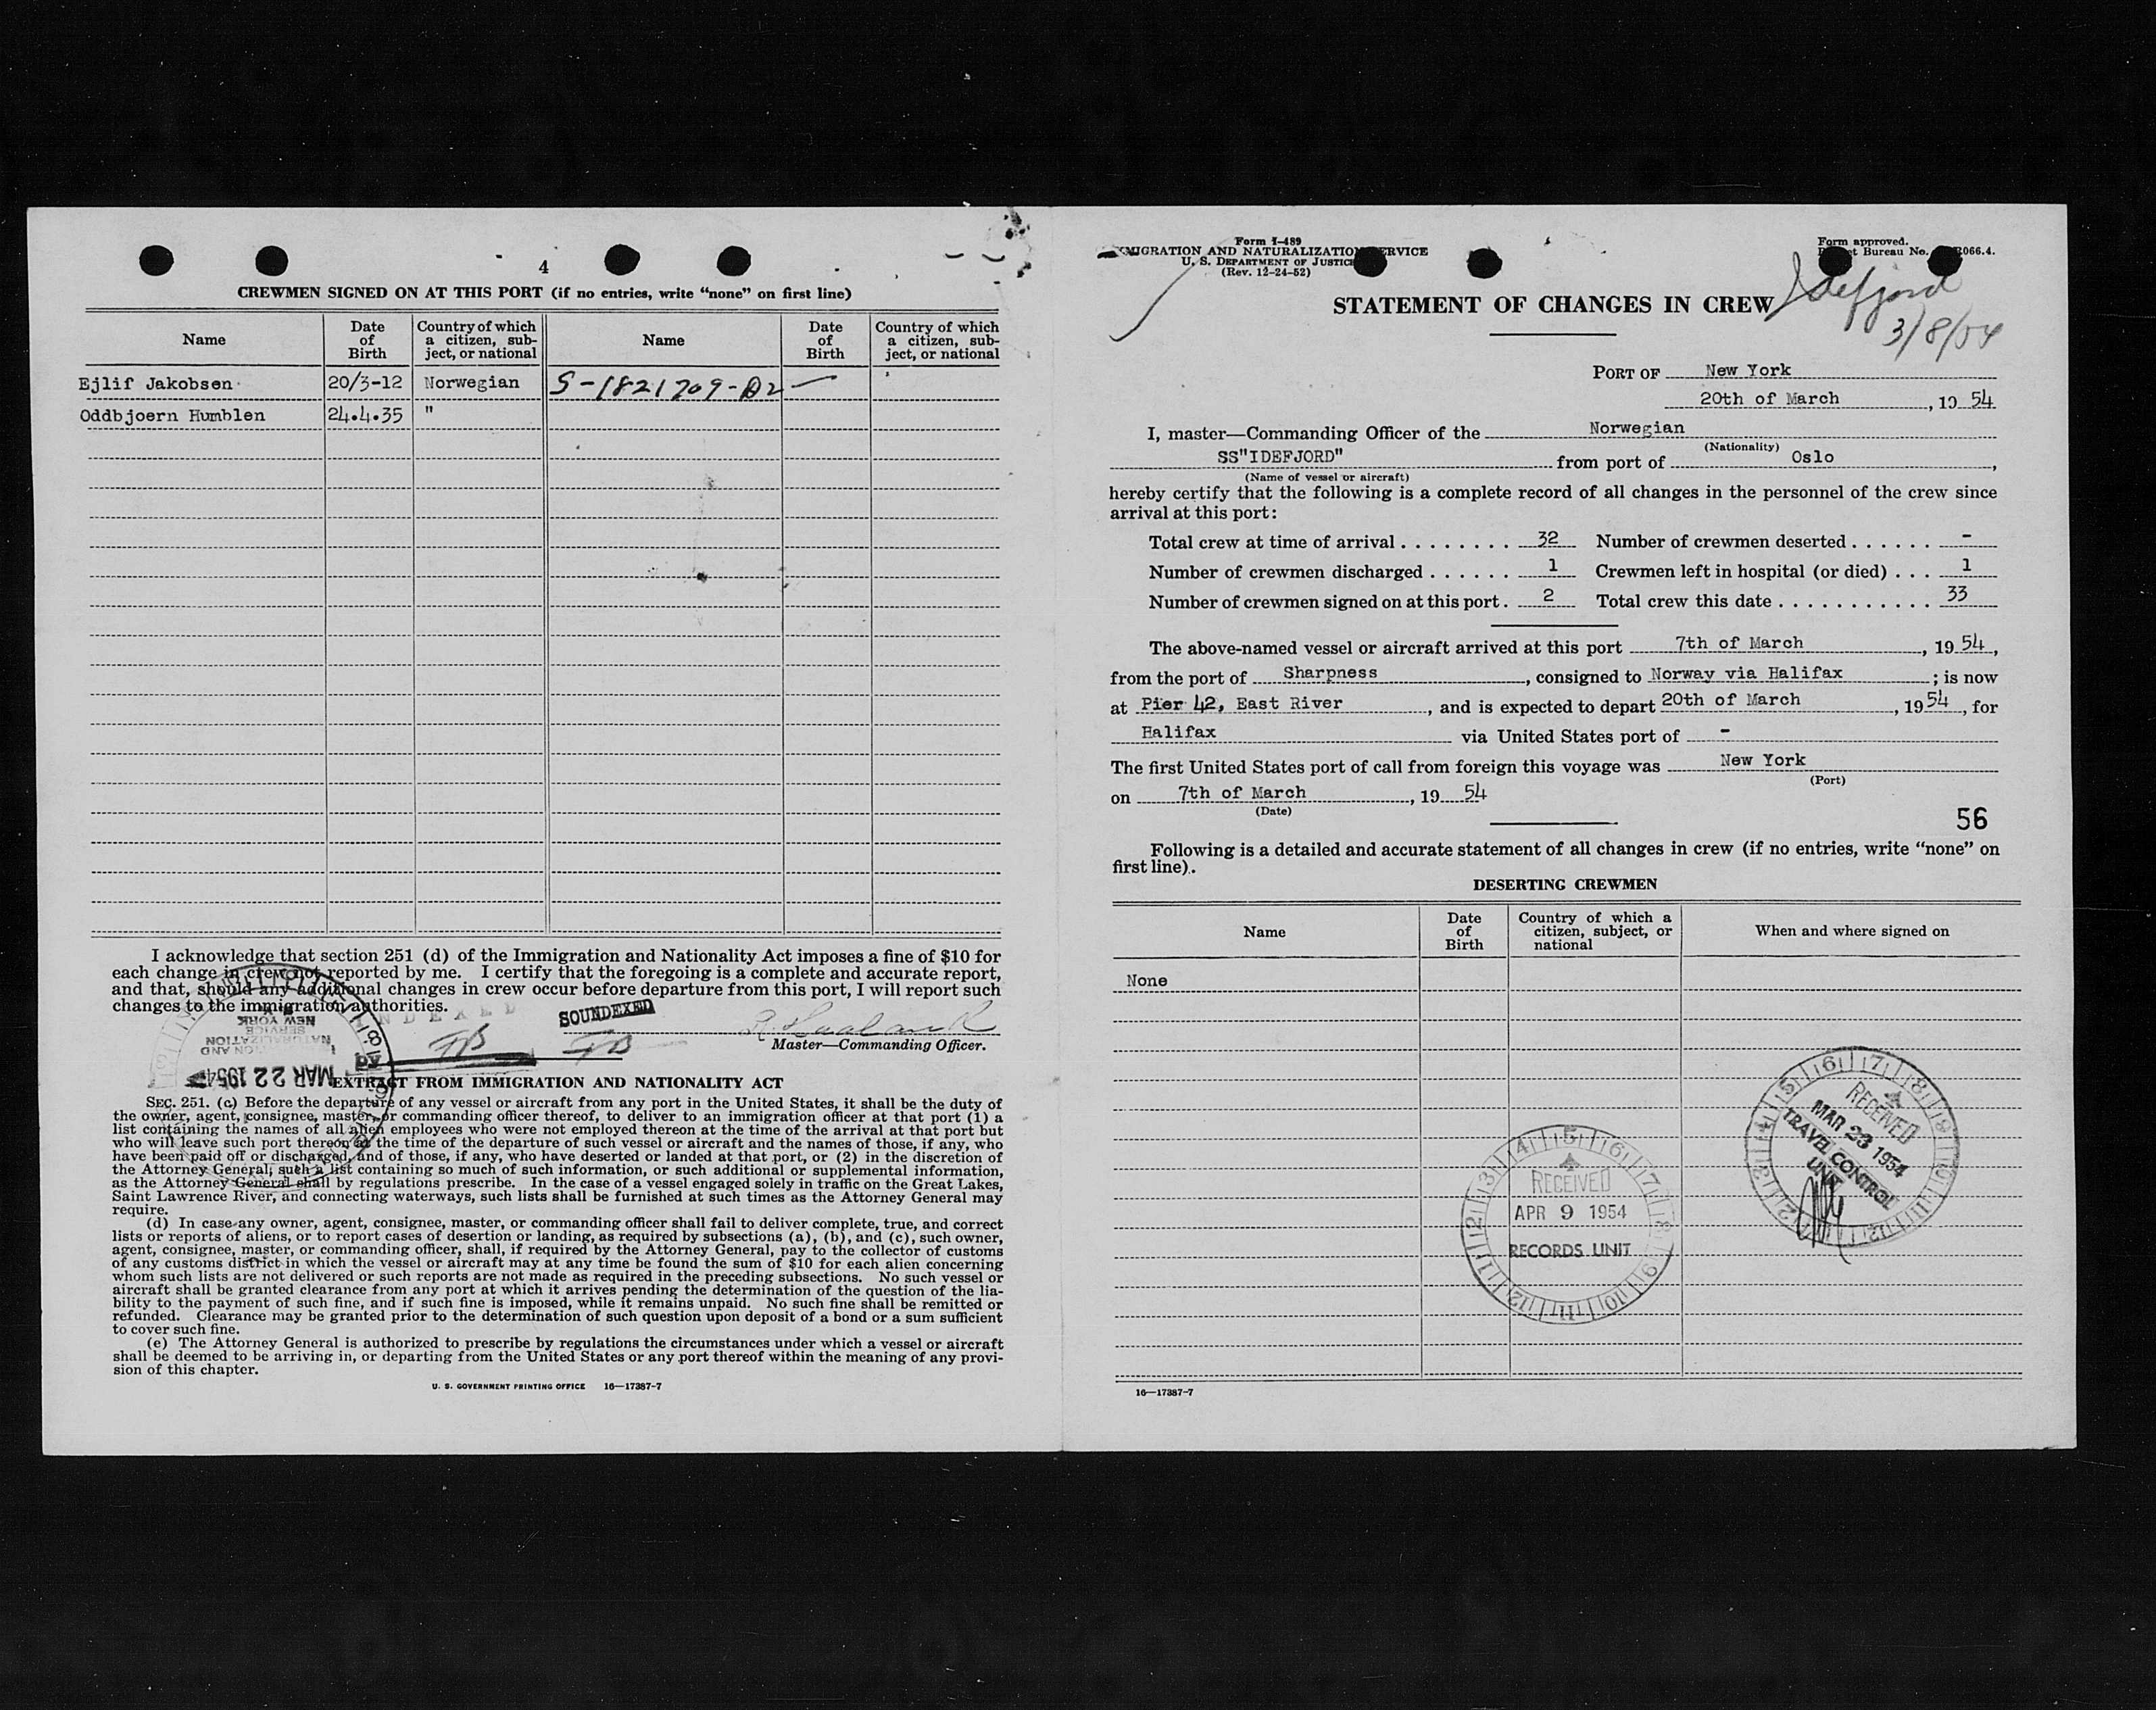 4
CREWMEN SIGNED ON AT THIS PORT (if no entries, write “none” on first line)
Name
Date of Birth
Country of which a citizen, subject, or national
Name
Date of Birth
Country of which a citizen, subject, or national
Ejlif Jakobsen 20/3-12 Norwegian S-1821709-D2 —
Oddbjoern Humblen 24.4.35 "
I acknowledge that section 251 (d) of the Immigration and Nationality Act imposes a fine of $10 for
each change in crew not reported by me. I certify that the foregoing is a complete and accurate report,
and that, should any additional changes in crew occur before departure from this port, I will report such
changes to the immigration authorities.
INDEXED
SOUNDEXED
Master—Commanding Officer.
NEW YORK
SERVICE
NATURALIZATION
MAR 22 1954
EXTRACT FROM IMMIGRATION AND NATIONALITY ACT
SEC. 251. (c) Before the departure of any vessel or aircraft from any port in the United States, it shall be the duty of
the owner, agent, consignee, master, or commanding officer thereof, to deliver to an immigration officer at that port (1) a
list containing the names of all alien employees who were not employed thereon at the time of the arrival at that port but
who will leave such port thereon at the time of the departure of such vessel or aircraft and the names of those, if any, who
have been paid off or discharged, and of those, if any, who have deserted or landed at that port, or (2) in the discretion of
the Attorney General, such a list containing so much of such information, or such additional or supplemental information,
as the Attorney General shall by regulations prescribe. In the case of a vessel engaged solely in traffic on the Great Lakes,
Saint Lawrence River, and connecting waterways, such lists shall be furnished at such times as the Attorney General may
require.
(d) In case any owner, agent, consignee, master, or commanding officer shall fail to deliver complete, true, and correct
lists or reports of aliens, or to report cases of desertion or landing, as required by subsections (a), (b), and (c), such owner,
agent, consignee, master, or commanding officer, shall, if required by the Attorney General, pay to the collector of customs
of any customs district in which the vessel or aircraft may at any time be found the sum of $10 for each alien concerning
whom such lists are not delivered or such reports are not made as required in the preceding subsections. No such vessel or
aircraft shall be granted clearance from any port at which it arrives pending the determination of the question of the lia-
bility to the payment of such fine, and if such fine is imposed, while it remains unpaid. No such fine shall be remitted or
refunded. Clearance may be granted prior to the determination of such question upon deposit of a bond or a sum sufficient
to cover such fine.
(e) The Attorney General is authorized to prescribe by regulations the circumstances under which a vessel or aircraft
shall be deemed to be arriving in, or departing from the United States or any port thereof within the meaning of any provi-
sion of this chapter.
U. S. GOVERNMENT PRINTING OFFICE 16—17387-7
Form I-489
IMMIGRATION AND NATURALIZATION SERVICE
U. S. DEPARTMENT OF JUSTICE
(Rev. 12-24-52)
Form approved.
Bureau No. 066.4.
Idefjord
3/8/54
STATEMENT OF CHANGES IN CREW
PORT OF New York
20th of March, 19 54
I, master—Commanding Officer of the Norwegian
(Nationality)
SS"IDEFJORD" from port of Oslo,
(Name of vessel or aircraft)
hereby certify that the following is a complete record of all changes in the personnel of the crew since
arrival at this port:
Total crew at time of arrival ........ 32 Number of crewmen deserted ...... -
Number of crewmen discharged ...... 1 Crewmen left in hospital (or died) ... 1
Number of crewmen signed on at this port. 2 Total crew this date ........... 33
The above-named vessel or aircraft arrived at this port 7th of March, 19 54,
from the port of Sharpness, consigned to Norway via Halifax; is now
at Pier 42, East River, and is expected to depart 20th of March, 19 54, for
Halifax via United States port of -
The first United States port of call from foreign this voyage was New York
(Port)
on 7th of March, 19 54
(Date)
56
Following is a detailed and accurate statement of all changes in crew (if no entries, write “none” on
first line).
DESERTING CREWMEN
Name
Date of Birth
Country of which a citizen, subject, or national
When and where signed on
None
RECEIVED
MAR 23 1954
TRAVEL CONTROL
UNIT
RECEIVED
APR 9 1954
RECORDS UNIT
16—17387-7